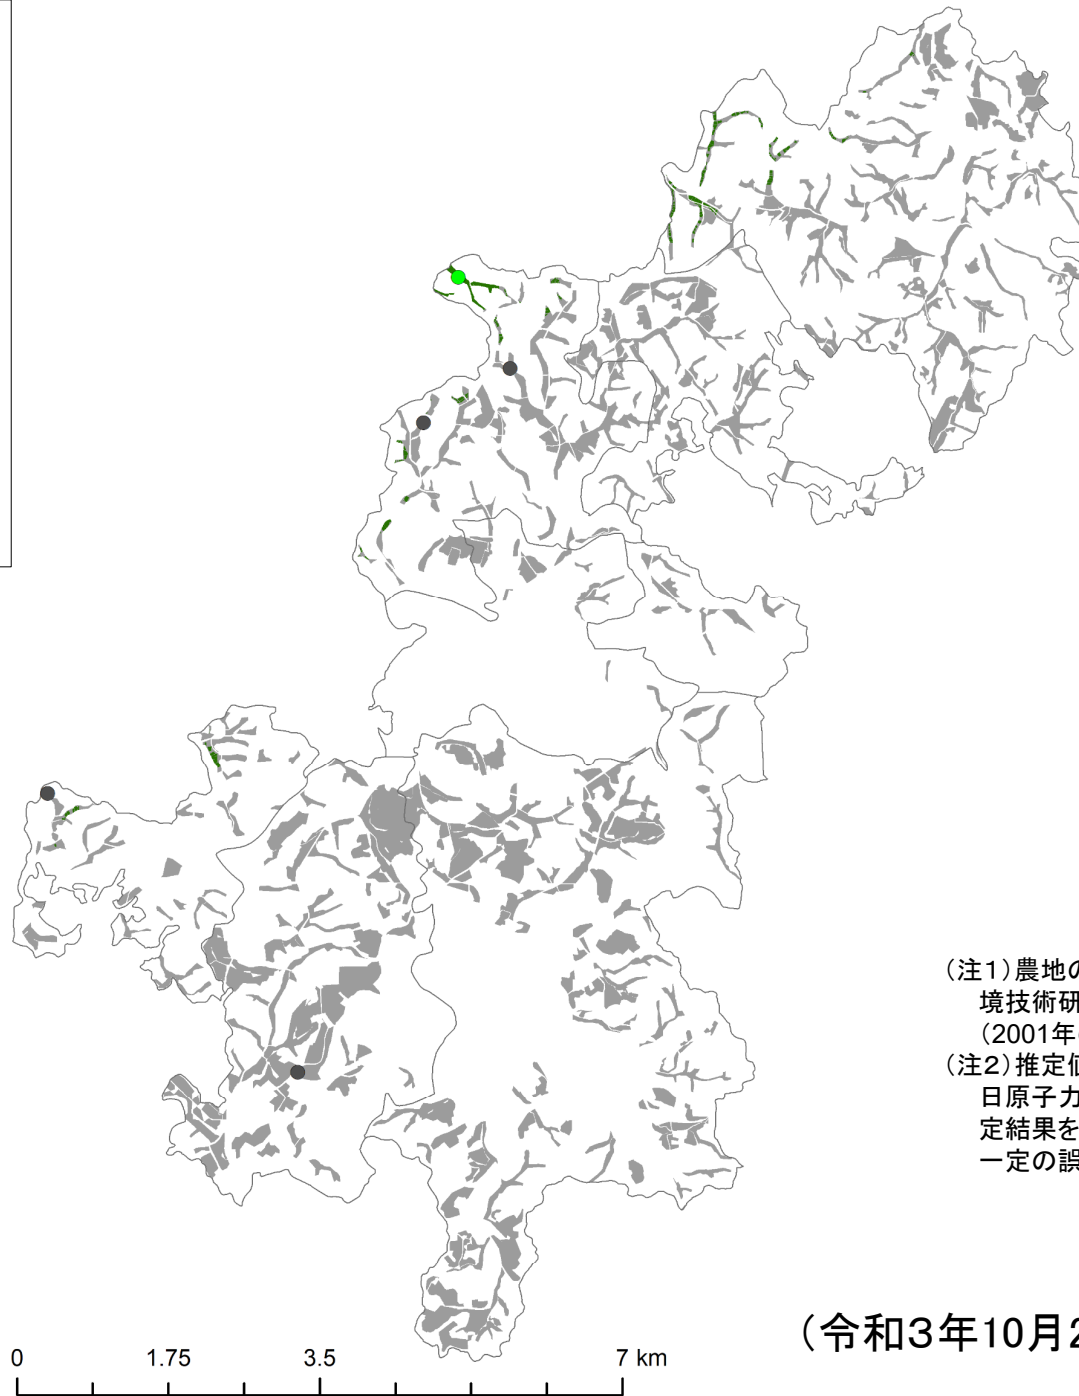 （注1）農地の
境技術研
（2001年
（注2）推定値
日原子力
定結果を
一定の誤
（令和3年10月2
0 1.75 3.5 7 km